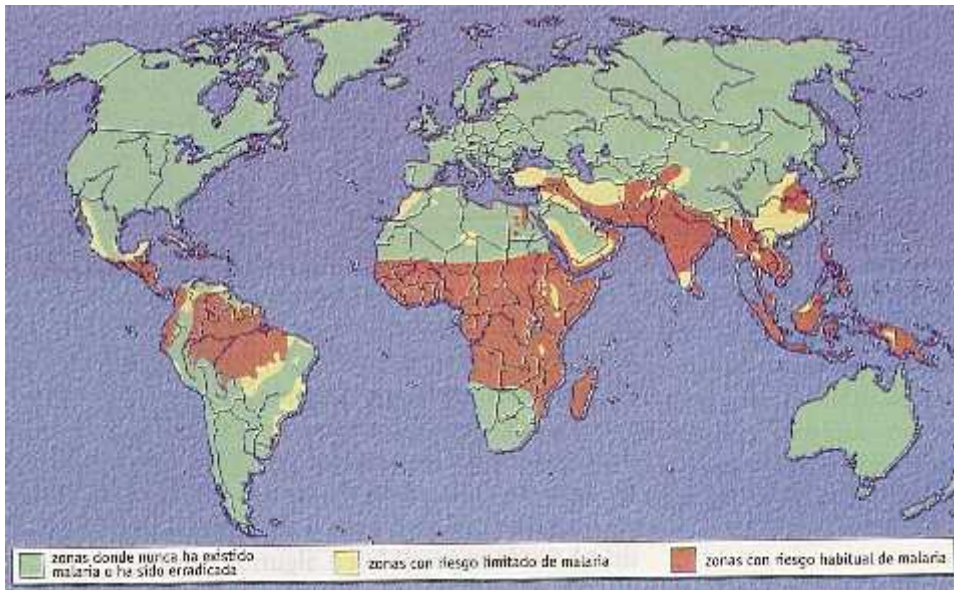 zonas donde nunca ha existido
malaria o ha sido erradicada
zonas con riesgo limitado de malaria
zonas con riesgo habitual de malaria